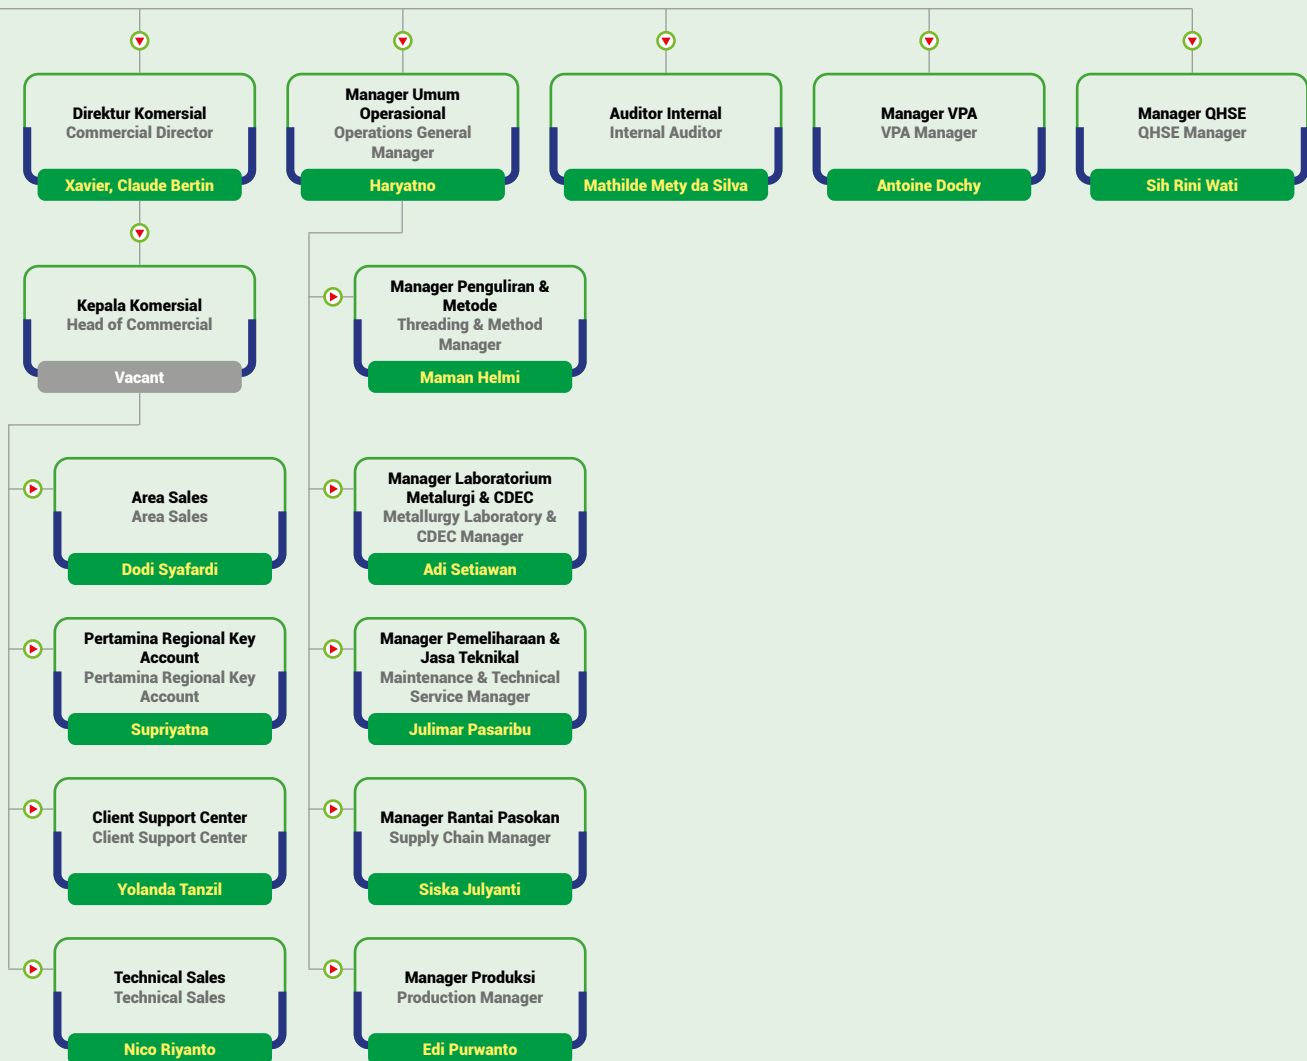 Direktur Komersial
Commercial Director
Xavier, Claude Bertin
Manager Umum
Operasional
Operations General
Manager
Haryatno
Auditor Internal
Internal Auditor
Mathilde Mety da Silva
Manager VPA
VPA Manager
Antoine Dochy
Manager QHSE
QHSE Manager
Sih Rini Wati
Kepala Komersial
Head of Commercial
Vacant
Area Sales
Area Sales
Dodi Syafardi
Pertamina Regional Key
Account
Pertamina Regional Key
Account
Supriyatna
Client Support Center
Client Support Center
Yolanda Tanzil
Technical Sales
Technical Sales
Nico Riyanto
Manager Penguliran &
Metode
Threading & Method
Manager
Maman Helmi
Manager Laboratorium
Metalurgi & CDEC
Metallurgy Laboratory &
CDEC Manager
Adi Setiawan
Manager Pemeliharaan &
Jasa Teknikal
Maintenance & Technical
Service Manager
Julimar Pasaribu
Manager Rantai Pasokan
Supply Chain Manager
Siska Julyanti
Manager Produksi
Production Manager
Edi Purwanto